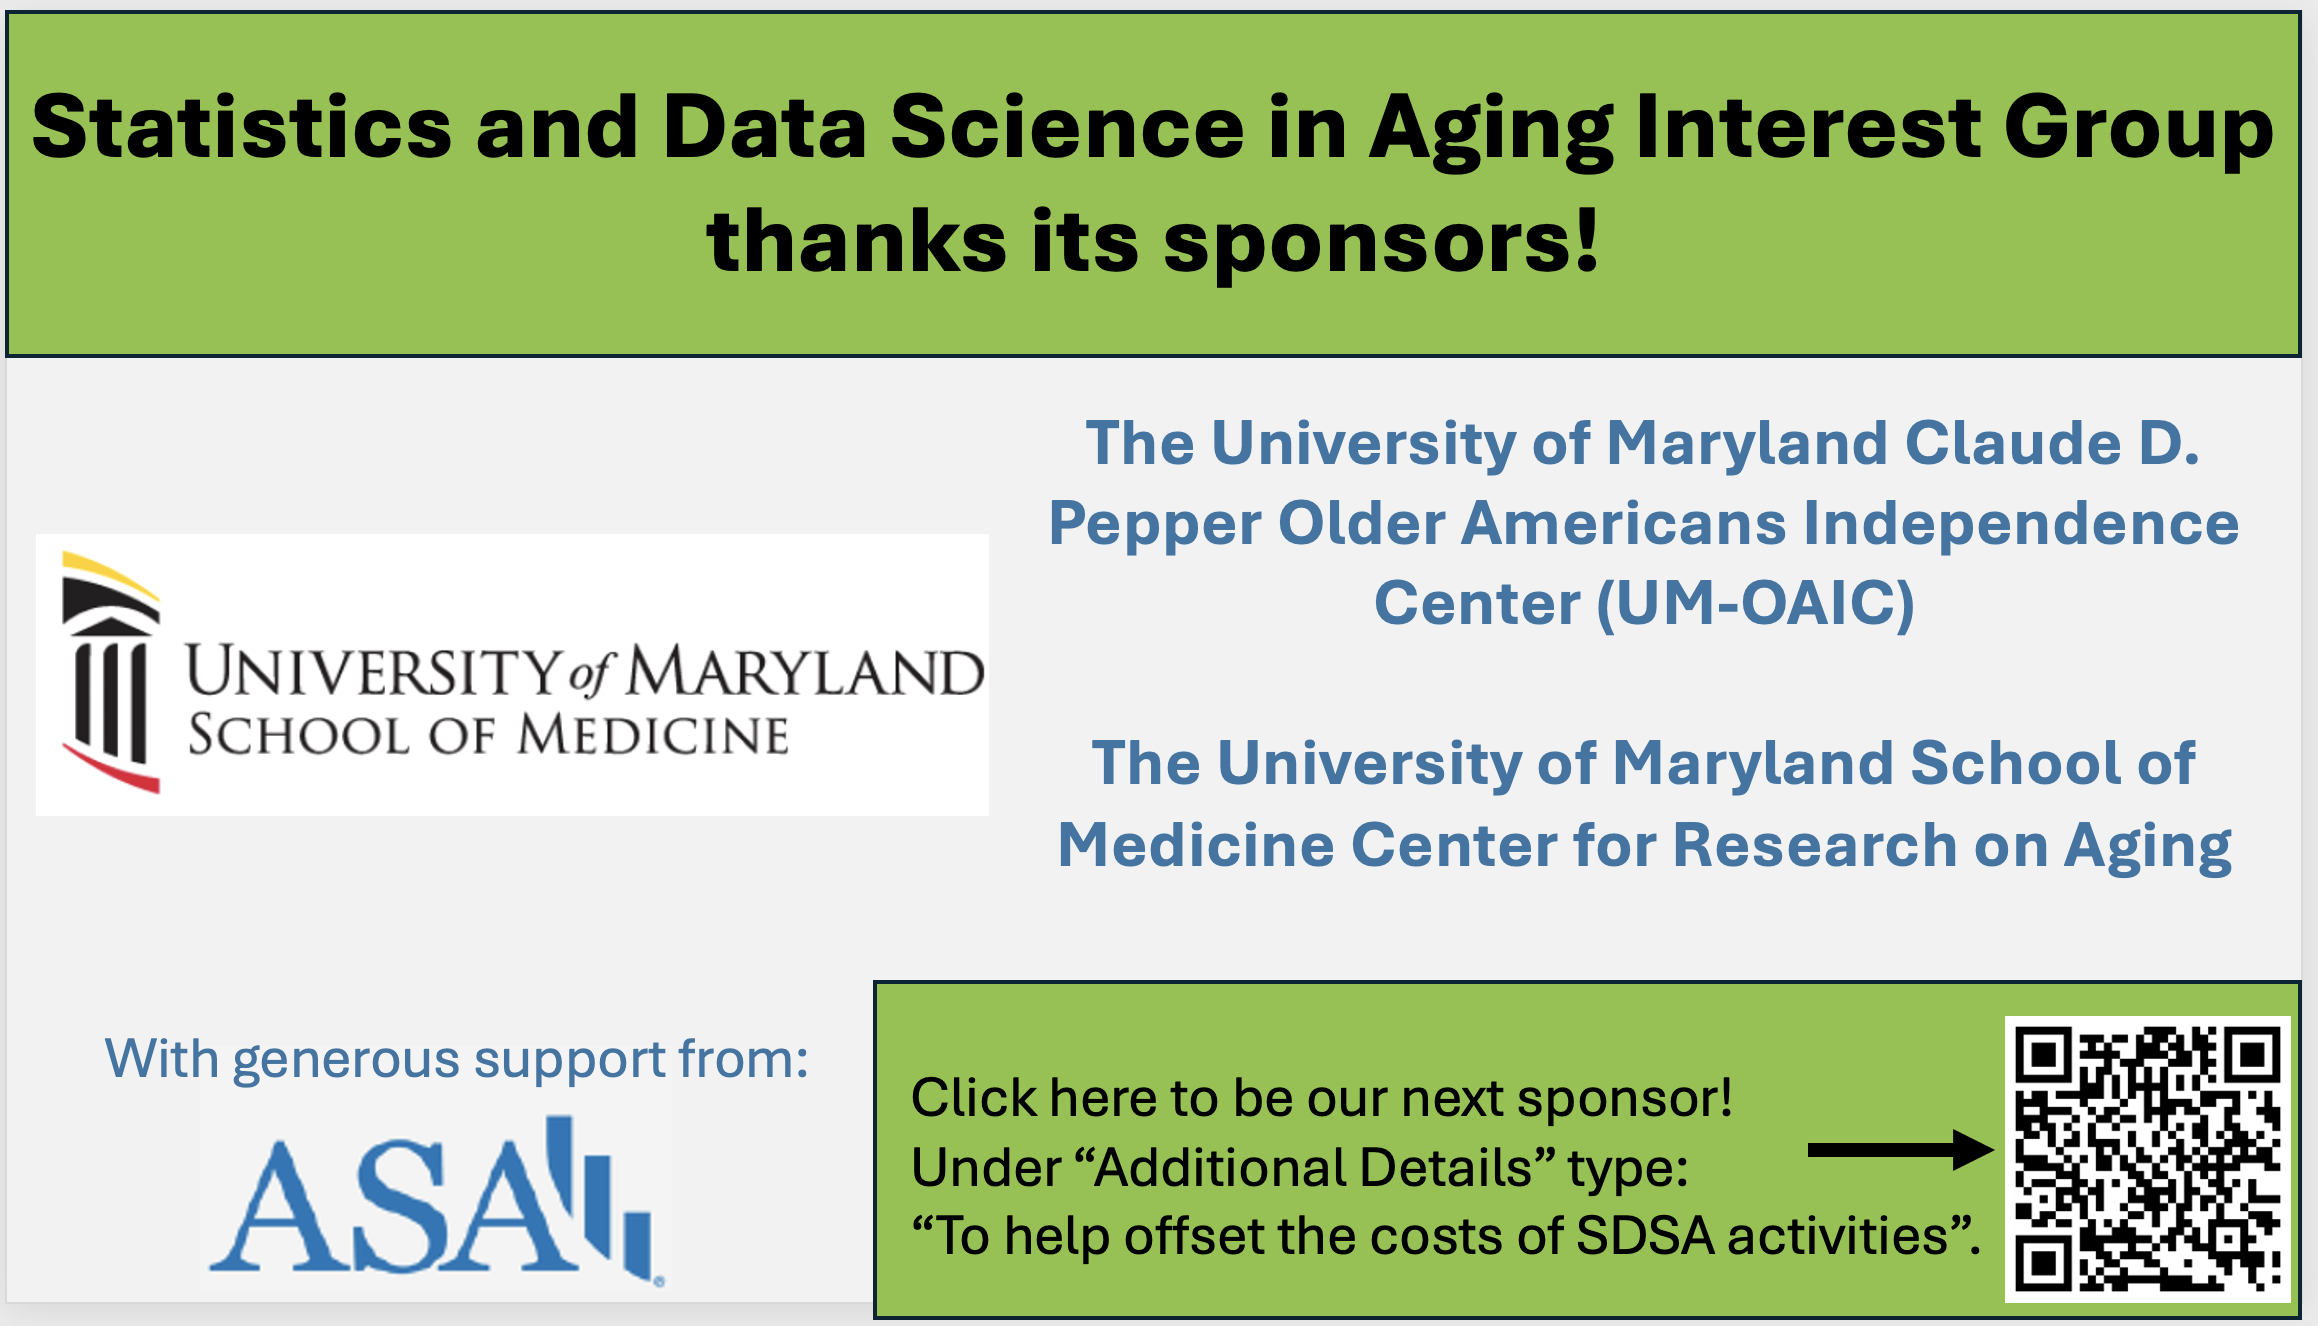 Statistics and Data Science in Aging Interest Group
thanks its sponsors!
The University of Maryland Claude D.
Pepper Older Americans Independence
Center (UM-OAIC)
UNIVERSITY of MARYLAND
SCHOOL OF MEDICINE
The University of Maryland School of
Medicine Center for Research on Aging
With generous support from:
ASA
®
Click here to be our next sponsor!
Under “Additional Details” type:
“To help offset the costs of SDSA activities”.